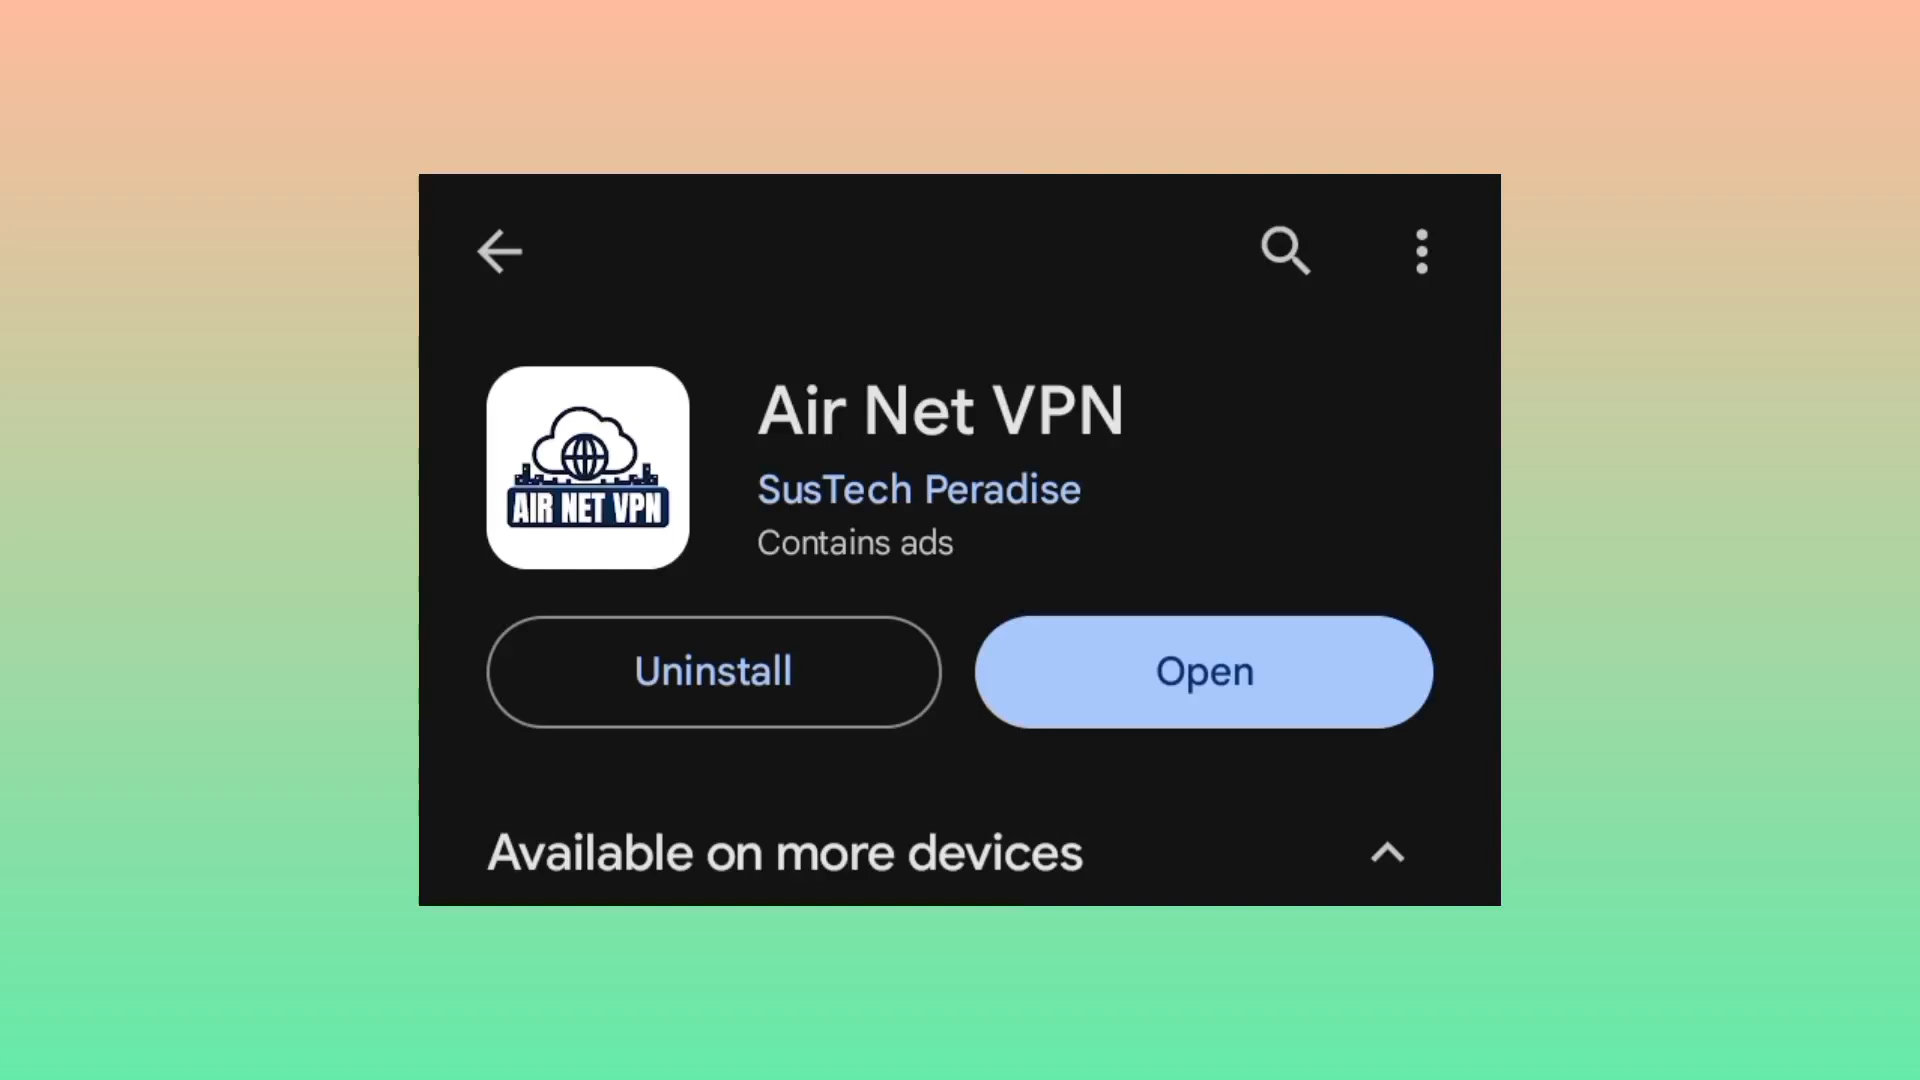 Air Net VPN
SusTech Peradise
Contains ads
AIR NET VPN
Uninstall
Open
Available on more devices